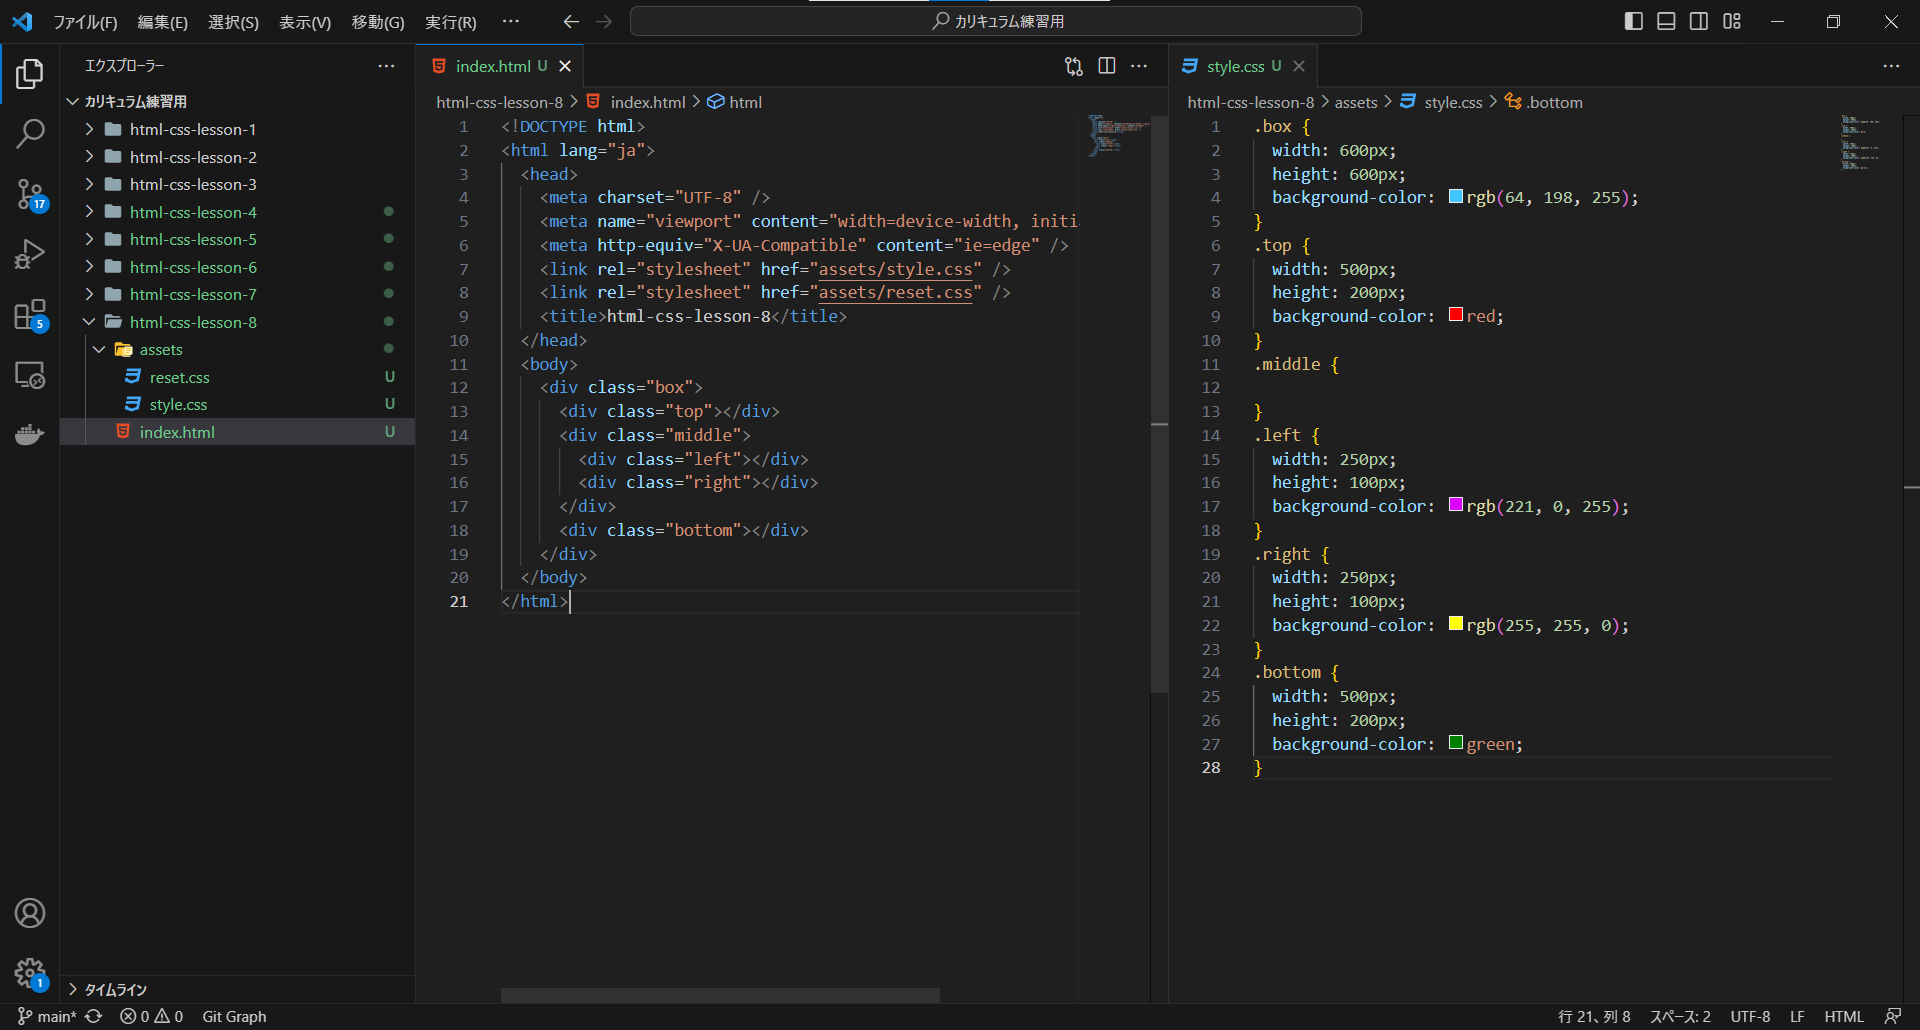 ファイル(F) 編集(E) 選択(S) 表示(V) 移動(G) 実行(R) ··· カリキュラム練習用
エクスプローラー ···
カリキュラム練習用
html-css-lesson-1
html-css-lesson-2
html-css-lesson-3
html-css-lesson-4
html-css-lesson-5
html-css-lesson-6
html-css-lesson-7
html-css-lesson-8
assets
reset.css U
style.css U
index.html U
タイムライン
17
5
1
index.html U
html-css-lesson-8 > index.html > html
1 <!DOCTYPE html>
2 <html lang="ja">
3 <head>
4 <meta charset="UTF-8" />
5 <meta name="viewport" content="width=device-width, initi
6 <meta http-equiv="X-UA-Compatible" content="ie=edge" />
7 <link rel="stylesheet" href="assets/style.css" />
8 <link rel="stylesheet" href="assets/reset.css" />
9 <title>html-css-lesson-8</title>
10 </head>
11 <body>
12 <div class="box">
13 <div class="top"></div>
14 <div class="middle">
15 <div class="left"></div>
16 <div class="right"></div>
17 </div>
18 <div class="bottom"></div>
19 </div>
20 </body>
21 </html>
style.css U
html-css-lesson-8 > assets > style.css > .bottom
1 .box {
2 width: 600px;
3 height: 600px;
4 background-color: rgb(64, 198, 255);
5 }
6 .top {
7 width: 500px;
8 height: 200px;
9 background-color: red;
10 }
11 .middle {
12
13 }
14 .left {
15 width: 250px;
16 height: 100px;
17 background-color: rgb(221, 0, 255);
18 }
19 .right {
20 width: 250px;
21 height: 100px;
22 background-color: rgb(255, 255, 0);
23 }
24 .bottom {
25 width: 500px;
26 height: 200px;
27 background-color: green;
28 }
main* 0 0 Git Graph 行 21、列 8 スペース: 2 UTF-8 LF HTML